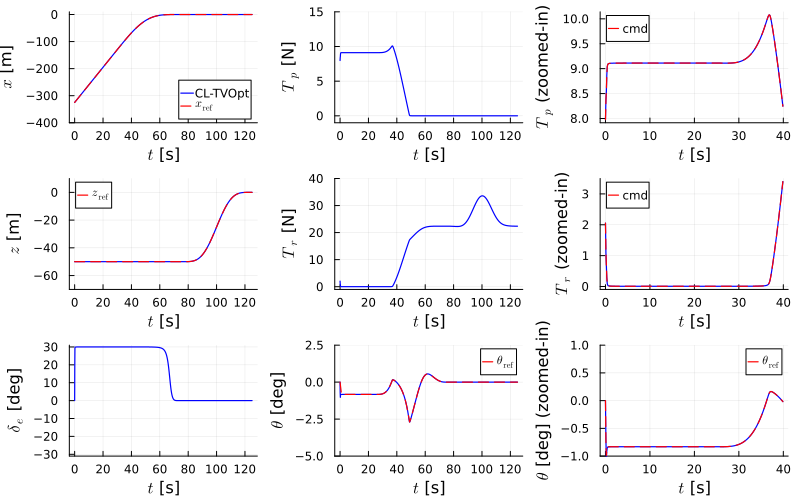 x [m]
0
-100
-200
-300
-400
CL-TVOpt
x_ref
0 20 40 60 80 100 120
t [s]
T_p [N]
15
10
5
0
0 20 40 60 80 100 120
t [s]
T_p (zoomed-in)
10.0
9.5
9.0
8.5
8.0
cmd
0 10 20 30 40
t [s]
z [m]
0
-20
-40
-60
z_ref
0 20 40 60 80 100 120
t [s]
T_r [N]
40
30
20
10
0
0 20 40 60 80 100 120
t [s]
T_r (zoomed-in)
3
2
1
0
cmd
0 10 20 30 40
t [s]
δ_e [deg]
30
20
10
0
-10
-20
-30
0 20 40 60 80 100 120
t [s]
θ [deg]
2.5
0.0
-2.5
-5.0
θ_ref
0 20 40 60 80 100 120
t [s]
θ [deg] (zoomed-in)
1.0
0.5
0.0
-0.5
-1.0
θ_ref
0 10 20 30 40
t [s]